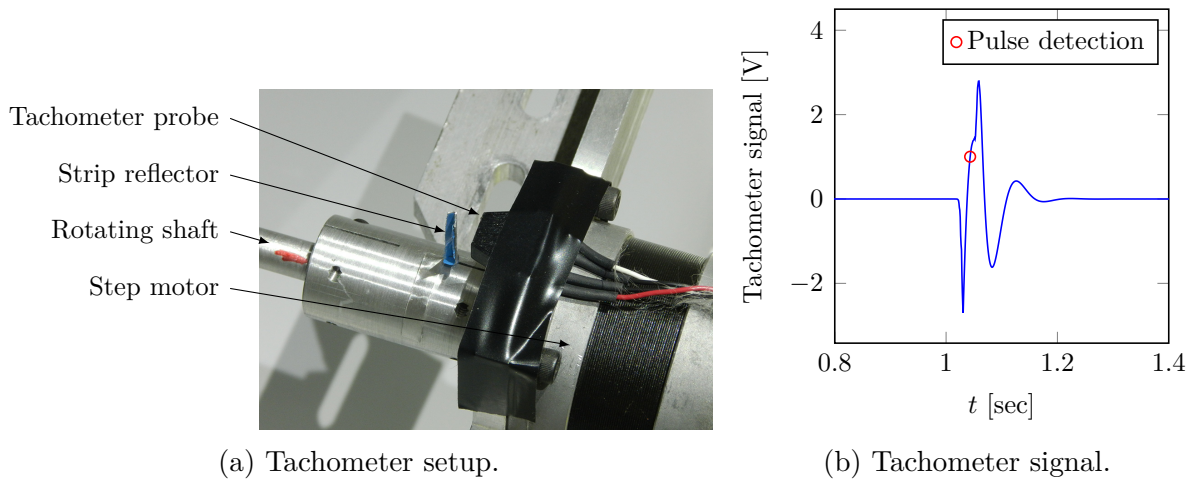 Tachometer probe
Strip reflector
Rotating shaft
Step motor
(a) Tachometer setup.
Tachometer signal [V]
4
2
0
−2
Pulse detection
0.8
1
1.2
1.4
t [sec]
(b) Tachometer signal.